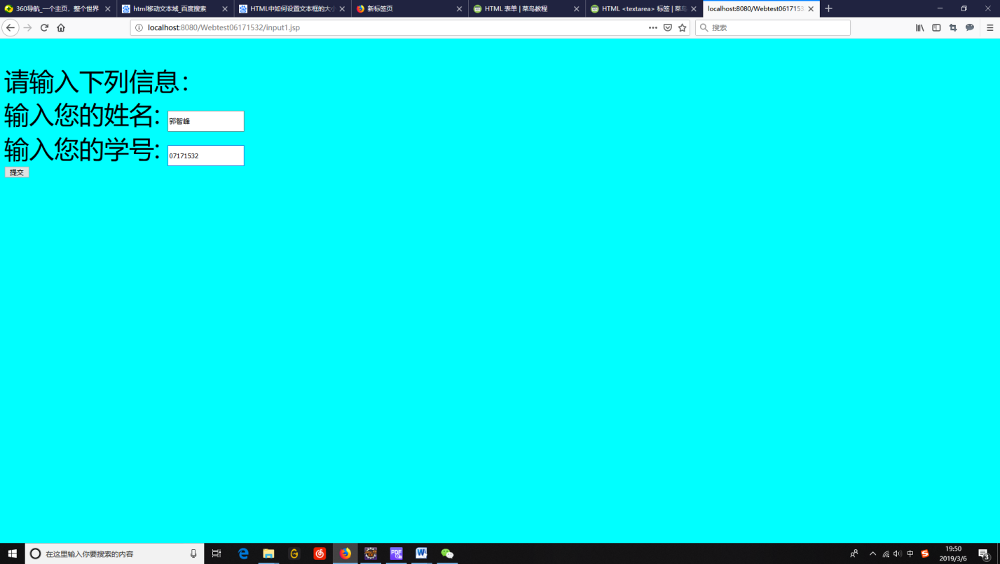 360导航_一个主页，整个世界
html移动文本域_百度搜索
HTML中如何设置文本框的大小
新标签页
HTML 表单 | 菜鸟教程
HTML <textarea> 标签 | 菜鸟
localhost:8080/Webtest0617153
localhost:8080/Webtest06171532/input1.jsp
搜索
请输入下列信息：
输入您的姓名: 郭智峰
输入您的学号: 07171532
提交
在这里输入你要搜索的内容
PDF
中
19:50
2019/3/6
3